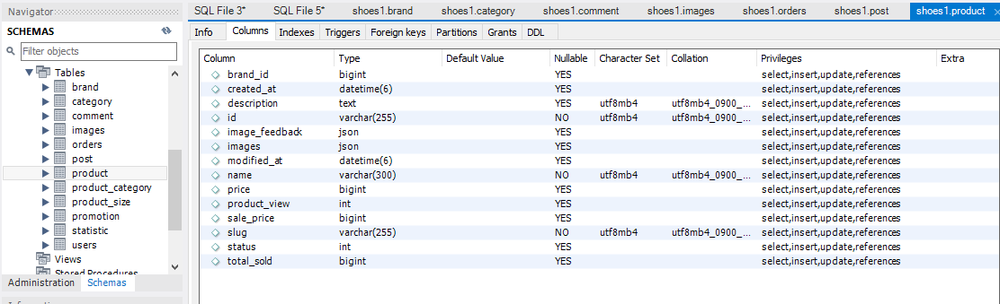 Navigator
SCHEMAS
Filter objects
Tables
brand
category
comment
images
orders
post
product
product_category
product_size
promotion
statistic
users
Views
Stored Procedures
Administration Schemas
SQL File 3* SQL File 5* shoes1.brand shoes1.category shoes1.comment shoes1.images shoes1.orders shoes1.post shoes1.product
Info Columns Indexes Triggers Foreign keys Partitions Grants DDL
Column Type Default Value Nullable Character Set Collation Privileges Extra
brand_id bigint YES select,insert,update,references
created_at datetime(6) YES select,insert,update,references
description text YES utf8mb4 utf8mb4_0900_... select,insert,update,references
id varchar(255) NO utf8mb4 utf8mb4_0900_... select,insert,update,references
image_feedback json YES select,insert,update,references
images json YES select,insert,update,references
modified_at datetime(6) YES select,insert,update,references
name varchar(300) NO utf8mb4 utf8mb4_0900_... select,insert,update,references
price bigint YES select,insert,update,references
product_view int YES select,insert,update,references
sale_price bigint YES select,insert,update,references
slug varchar(255) NO utf8mb4 utf8mb4_0900_... select,insert,update,references
status int YES select,insert,update,references
total_sold bigint YES select,insert,update,references